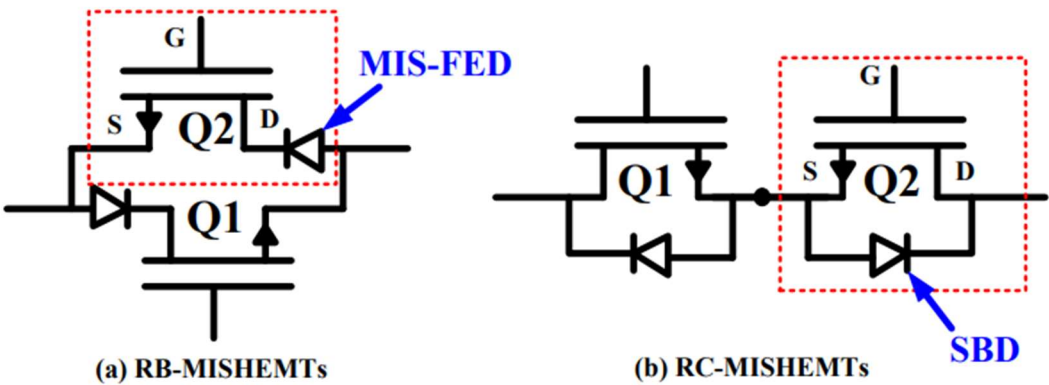 G
MIS-FED
S
Q2
D
Q1
(a) RB-MISHEMTs
G
Q1
S
Q2
D
SBD
(b) RC-MISHEMTs